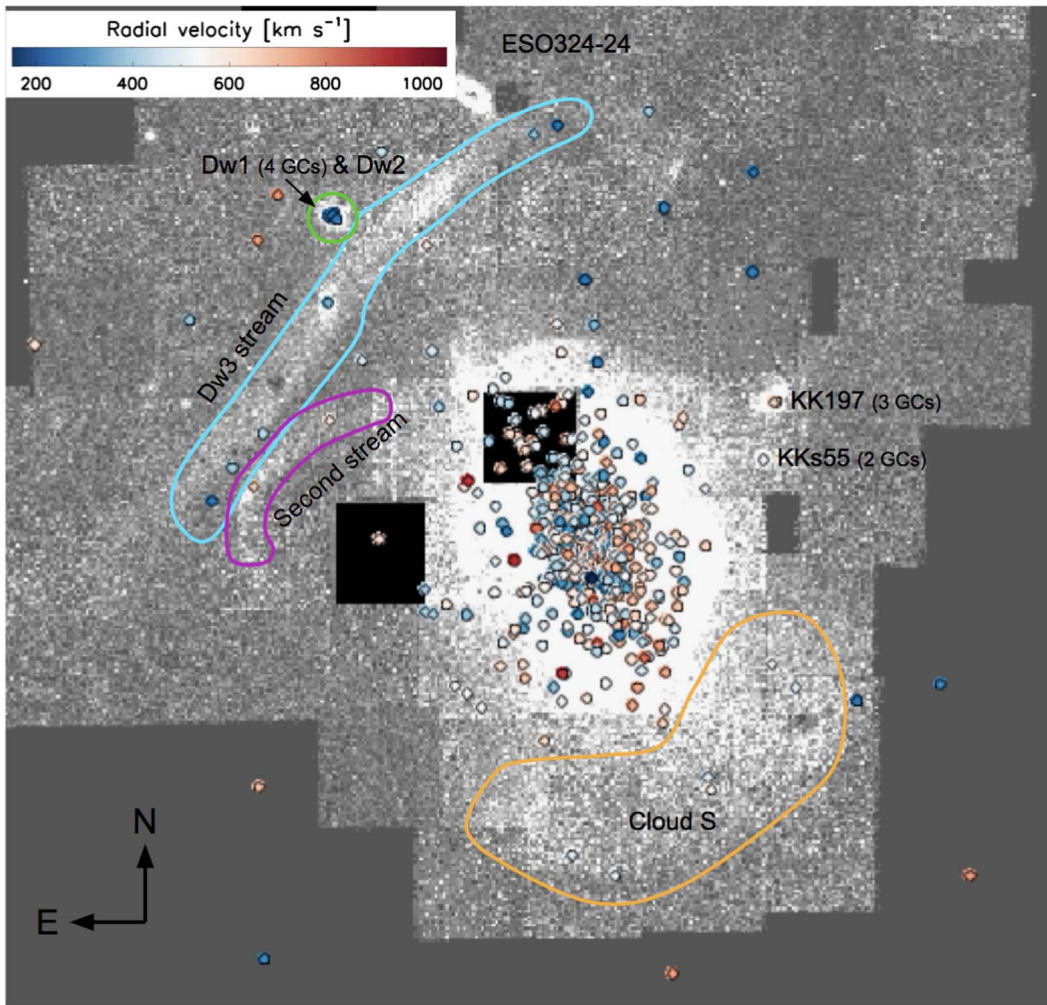 Radial velocity [km s⁻¹]
200 400 600 800 1000
ESO324-24
Dw1 (4 GCs) & Dw2
Dw3 stream
KK197 (3 GCs)
Second stream
KKs55 (2 GCs)
Cloud S
N
E